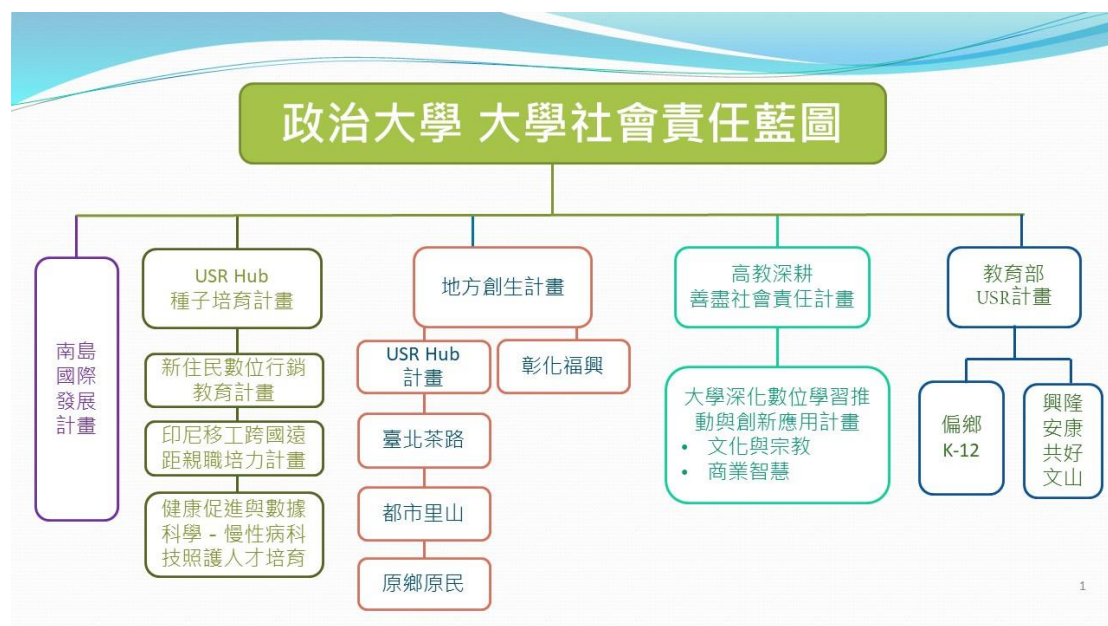 政治大學 大學社會責任藍圖
南島
國際
發展
計畫
USR Hub
種子培育計畫
新住民數位行銷
教育計畫
印尼移工跨國遠
距親職培力計畫
健康促進與數據
科學 - 慢性病科
技照護人才培育
地方創生計畫
USR Hub
計畫
臺北茶路
都市里山
原鄉原民
彰化福興
高教深耕
善盡社會責任計畫
大學深化數位學習推
動與創新應用計畫
• 文化與宗教
• 商業智慧
教育部
USR計畫
偏鄉
K-12
興隆
安康
共好
文山
1